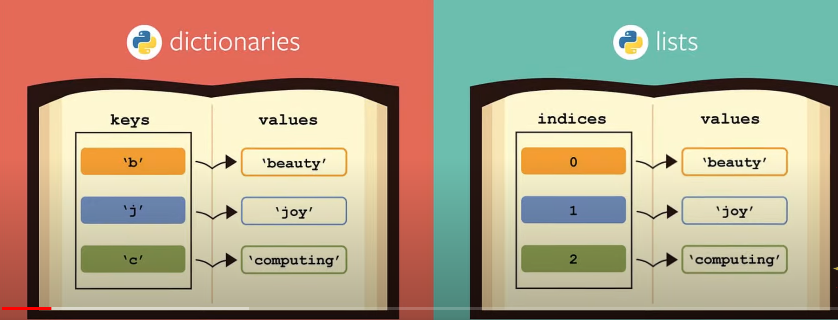 dictionaries
keys values
‘b’ ‘beauty’
‘j’ ‘joy’
‘c’ ‘computing’
lists
indices values
0 ‘beauty’
1 ‘joy’
2 ‘computing’